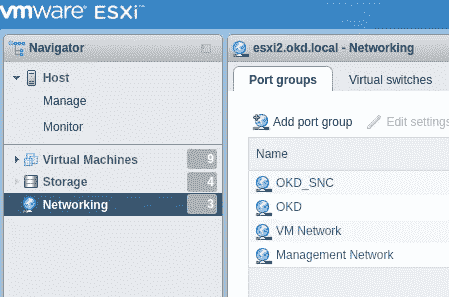 vmware ESXi™
Navigator
Host
Manage
Monitor
Virtual Machines 9
Storage 4
Networking 3
esxi2.okd.local - Networking
Port groups Virtual switches
Add port group Edit settings
Name
OKD_SNC
OKD
VM Network
Management Network